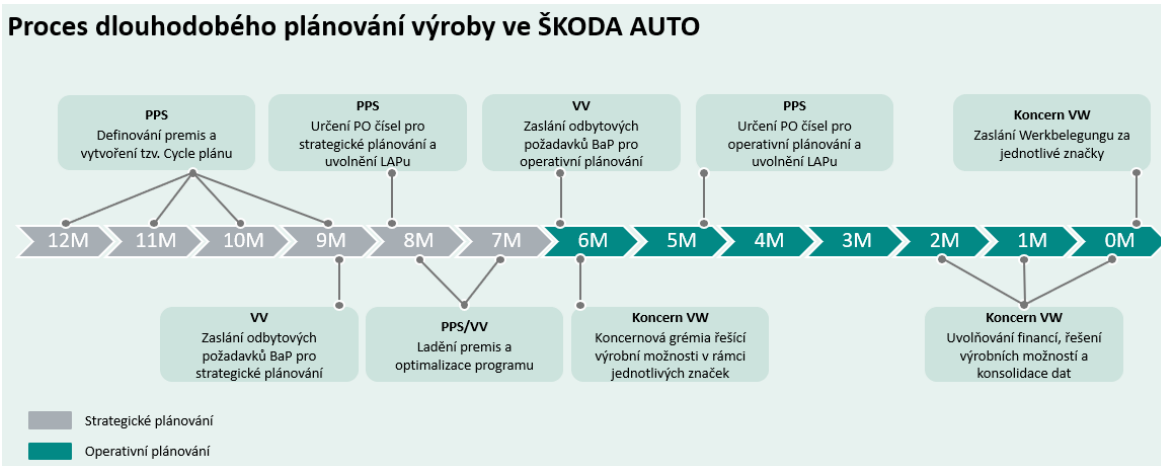 Proces dlouhodobého plánování výroby ve ŠKODA AUTO
PPS
Definování premis a
vytvoření tzv. Cycle plánu
PPS
Určení PO čísel pro
strategické plánování a
uvolnění LAPu
VV
Zaslání odbytových
požadavků BaP pro
operativní plánování
PPS
Určení PO čísel pro
operativní plánování a
uvolnění LAPu
Koncern VW
Zaslání Werkbelegungu za
jednotlivé značky
12M 11M 10M 9M 8M 7M 6M 5M 4M 3M 2M 1M 0M
VV
Zaslání odbytových
požadavků BaP pro
strategické plánování
PPS/VV
Ladění premis a
optimalizace programu
Koncern VW
Koncernová grémia řešící
výrobní možnosti v rámci
jednotlivých značek
Koncern VW
Uvolňování financí, řešení
výrobních možností a
konsolidace dat
Strategické plánování
Operativní plánování